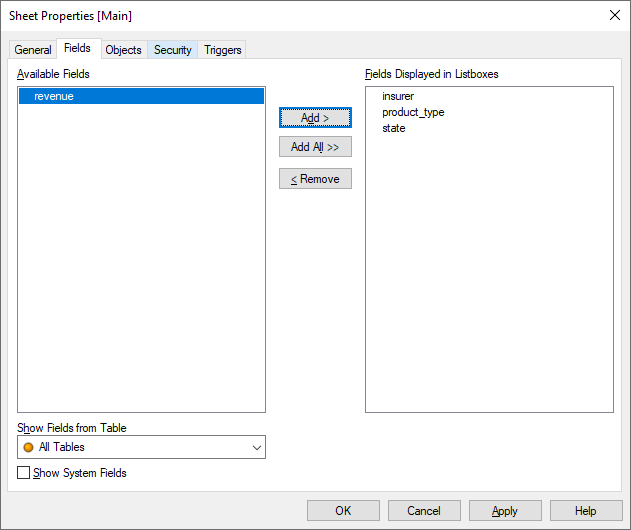 Sheet Properties [Main]
General Fields Objects Security Triggers
Available Fields
Fields Displayed in Listboxes
revenue
insurer
product_type
state
Add >
Add All >>
< Remove
Show Fields from Table
All Tables
Show System Fields
OK Cancel Apply Help